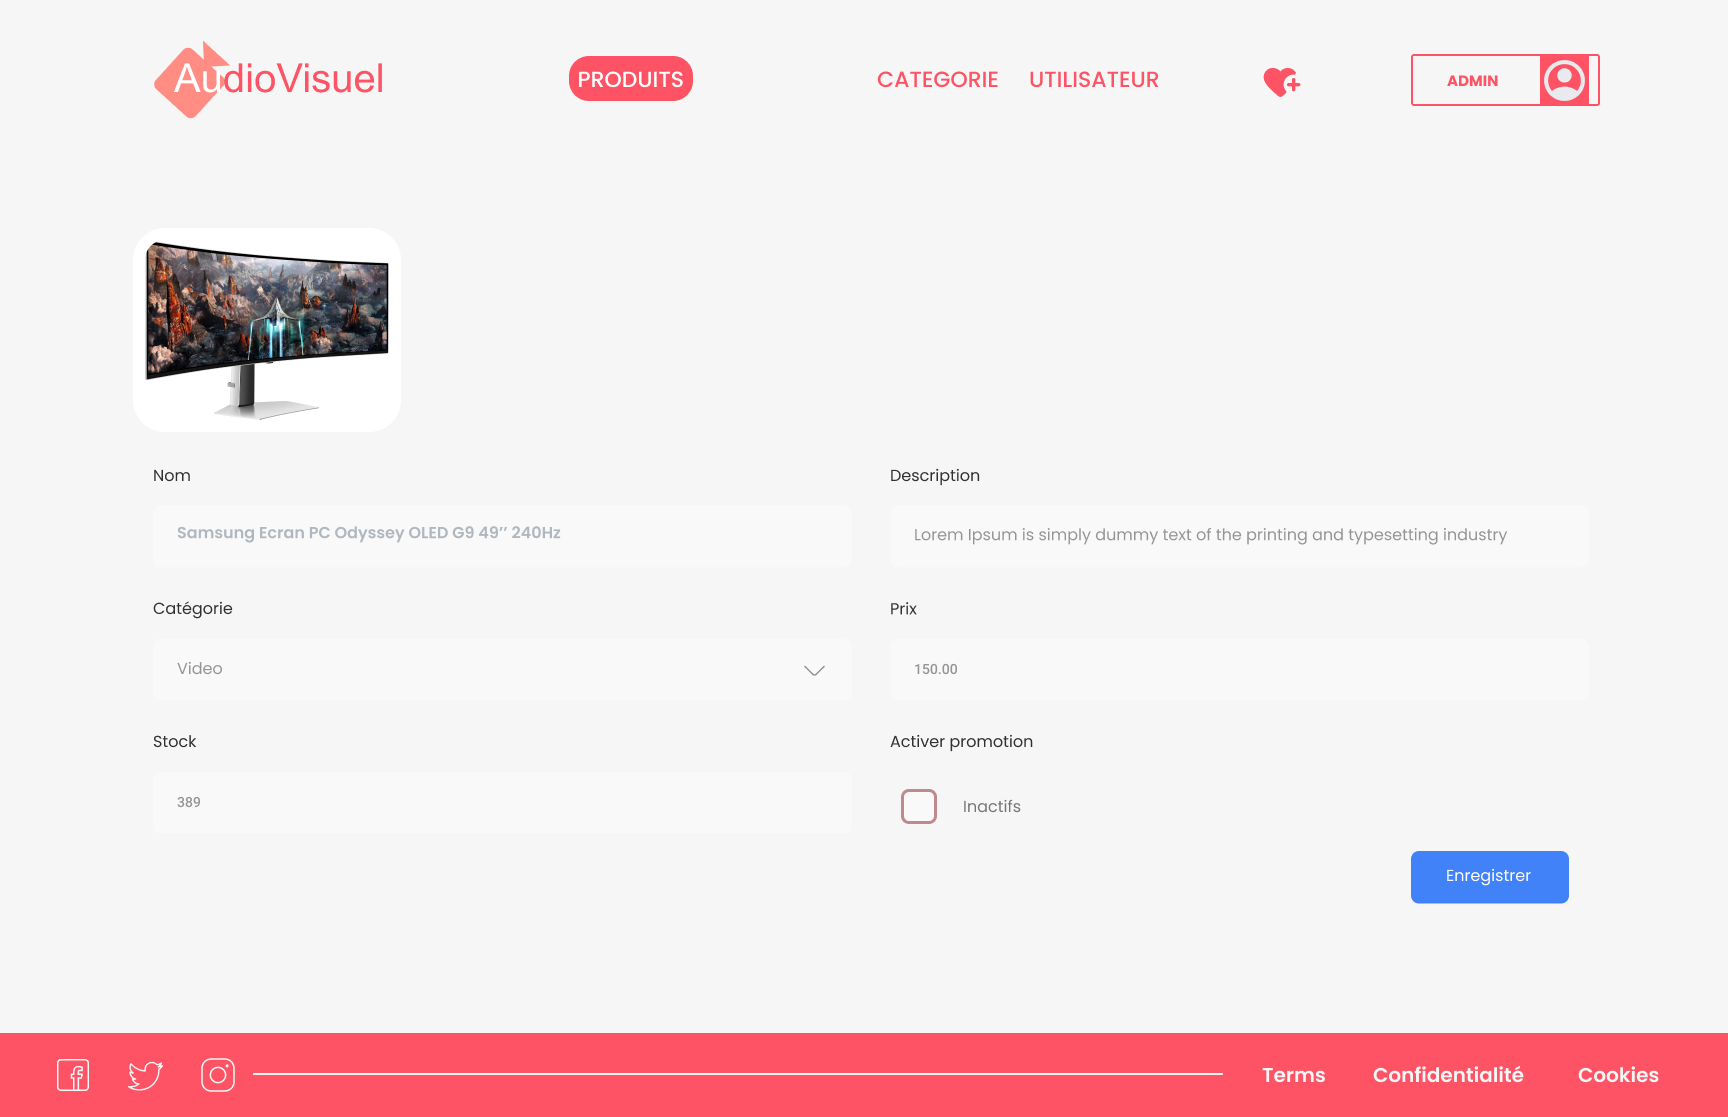 AudioVisuel
PRODUITS
CATEGORIE
UTILISATEUR
ADMIN
Nom
Description
Samsung Ecran PC Odyssey OLED G9 49’’ 240Hz
Lorem Ipsum is simply dummy text of the printing and typesetting industry
Catégorie
Prix
Video
150.00
Stock
Activer promotion
389
Inactifs
Enregistrer
Terms
Confidentialité
Cookies